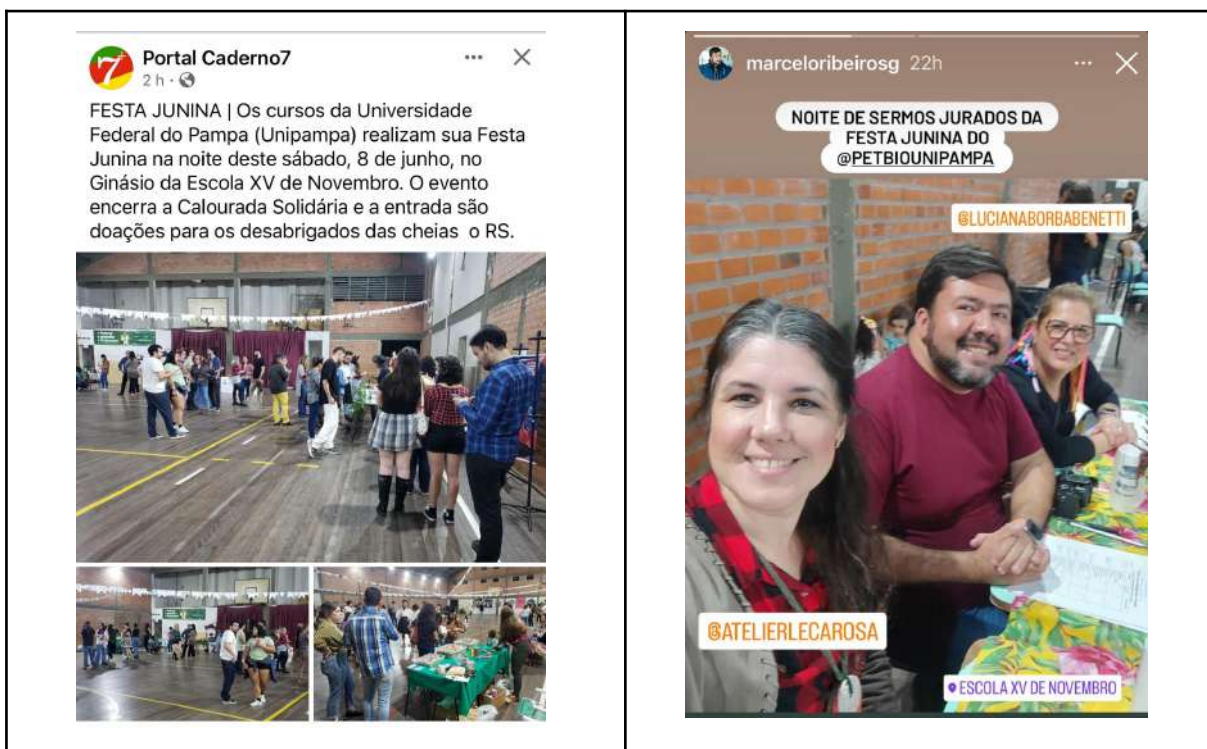 Portal Caderno7
2 h
FESTA JUNINA | Os cursos da Universidade
Federal do Pampa (Unipampa) realizam sua Festa
Junina na noite deste sábado, 8 de junho, no
Ginásio da Escola XV de Novembro. O evento
encerra a Calourada Solidária e a entrada são
doações para os desabrigados das cheias o RS.
marceloribeirosg 22h
NOITE DE SERMOS JURADOS DA
FESTA JUNINA DO
@PETBIOUNIPAMPA
@LUCIANABORBABENETTI
@ATELIERLECAROSA
ESCOLA XV DE NOVEMBRO